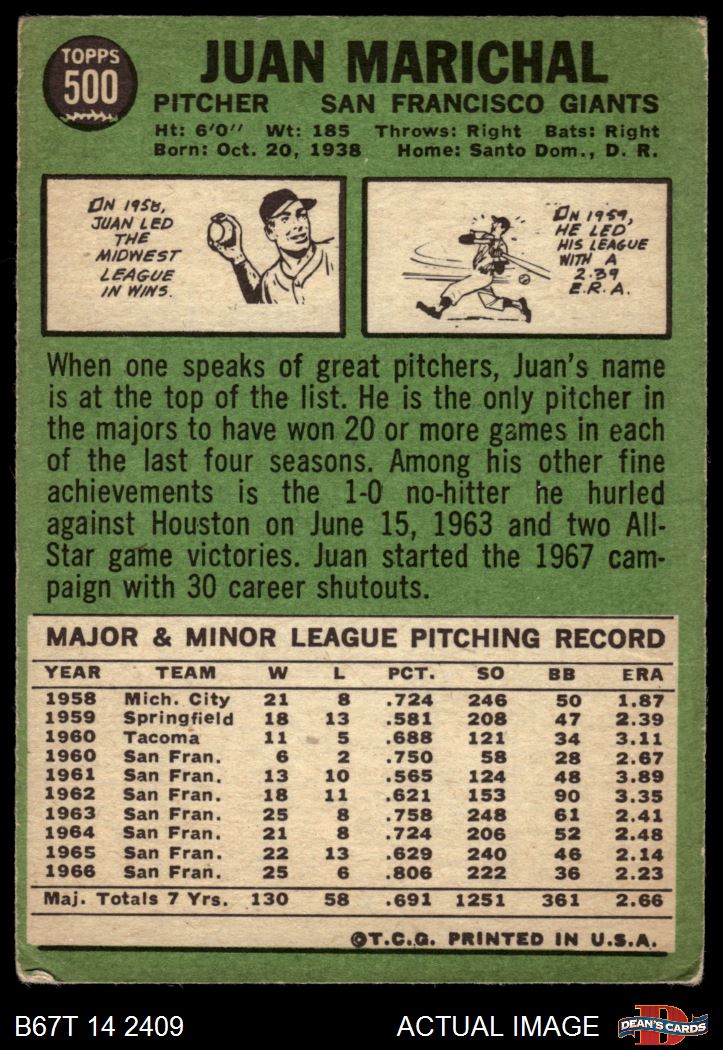 TOPPS
500
JUAN MARICHAL
PITCHER SAN FRANCISCO GIANTS
Ht: 6'0" Wt: 185 Throws: Right Bats: Right
Born: Oct. 20, 1938 Home: Santo Dom., D. R.
IN 1958,
JUAN LED
THE
MIDWEST
LEAGUE
IN WINS.
IN 1959,
HE LED
HIS LEAGUE
WITH A
2.39
E.R.A.
When one speaks of great pitchers, Juan's name
is at the top of the list. He is the only pitcher in
the majors to have won 20 or more games in each
of the last four seasons. Among his other fine
achievements is the 1-0 no-hitter he hurled
against Houston on June 15, 1963 and two All-
Star game victories. Juan started the 1967 cam-
paign with 30 career shutouts.
MAJOR & MINOR LEAGUE PITCHING RECORD
YEAR TEAM W L PCT. SO BB ERA
1958 Mich. City 21 8 .724 246 50 1.87
1959 Springfield 18 13 .581 208 47 2.39
1960 Tacoma 11 5 .688 121 34 3.11
1960 San Fran. 6 2 .750 58 28 2.67
1961 San Fran. 13 10 .565 124 48 3.89
1962 San Fran. 18 11 .621 153 90 3.35
1963 San Fran. 25 8 .758 248 61 2.41
1964 San Fran. 21 8 .724 206 52 2.48
1965 San Fran. 22 13 .629 240 46 2.14
1966 San Fran. 25 6 .806 222 36 2.23
Maj. Totals 7 Yrs. 130 58 .691 1251 361 2.66
©T.C.G. PRINTED IN U.S.A.
B67T 14 2409 ACTUAL IMAGE
D
DEAN'S CARDS